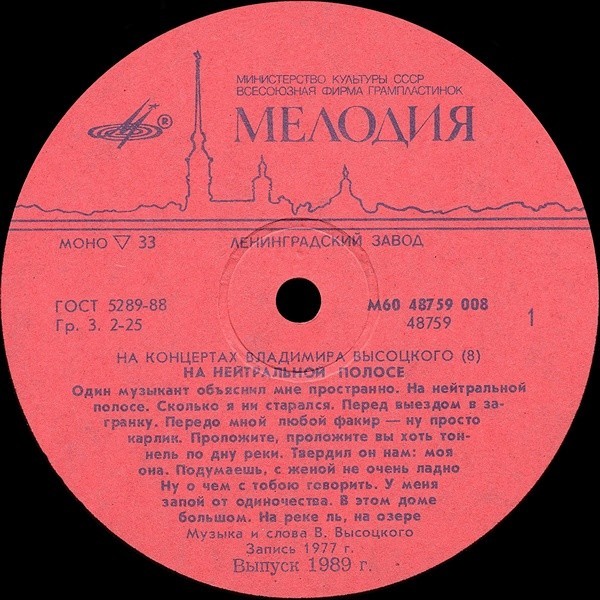 МИНИСТЕРСТВО КУЛЬТУРЫ СССР
ВСЕСОЮЗНАЯ ФИРМА ГРАМПЛАСТИНОК
МЕЛОДИЯ
®
МОНО ▽ 33 ЛЕНИНГРАДСКИЙ ЗАВОД
ГОСТ 5289-88 М60 48759 008
Гр. 3. 2-25 48759 1
НА КОНЦЕРТАХ ВЛАДИМИРА ВЫСОЦКОГО (8)
НА НЕЙТРАЛЬНОЙ ПОЛОСЕ
Один музыкант объяснил мне пространно. На нейтральной
полосе. Сколько я ни старался. Перед выездом в за-
гранку. Передо мной любой факир — ну просто
карлик. Проложите, проложите вы хоть тон-
нель по дну реки. Твердил он нам: моя
она. Подумаешь, с женой не очень ладно
Ну о чем с тобою говорить. У меня
запой от одиночества. В этом доме
большом. На реке ль, на озере
Музыка и слова В. Высоцкого
Запись 1977 г.
Выпуск 1989 г.